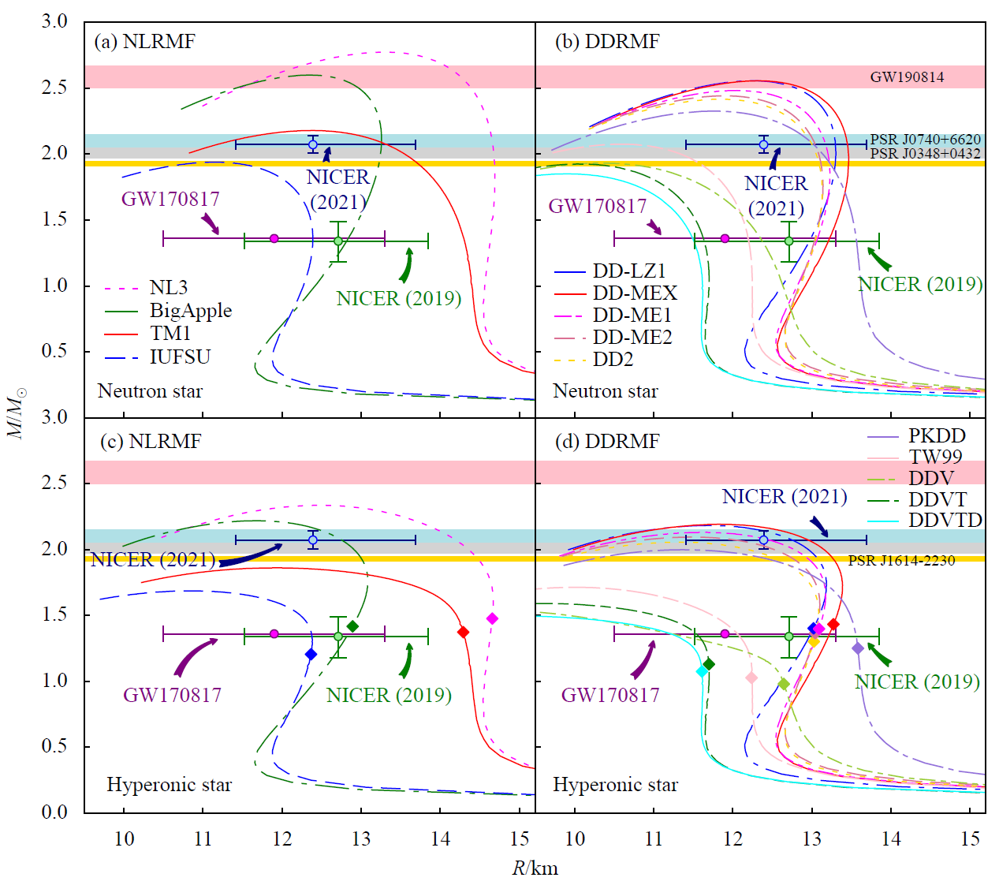 (a) NLRMF
(b) DDRMF
3.0
2.5
2.0
1.5
1.0
0.5
3.0
GW190814
PSR J0740+6620
PSR J0348+0432
NICER
(2021)
GW170817
NICER (2019)
NL3
BigApple
TM1
IUFSU
Neutron star
NICER
(2021)
GW170817
NICER (2019)
DD-LZ1
DD-MEX
DD-ME1
DD-ME2
DD2
Neutron star
M/M☉
(c) NLRMF
(d) DDRMF
2.5
2.0
1.5
1.0
0.5
0.0
NICER (2021)
GW170817
NICER (2019)
Hyperonic star
PKDD
TW99
DDV
DDVT
DDVTD
NICER (2021)
PSR J1614-2230
GW170817
NICER (2019)
Hyperonic star
10 11 12 13 14 15 10 11 12 13 14 15
R/km